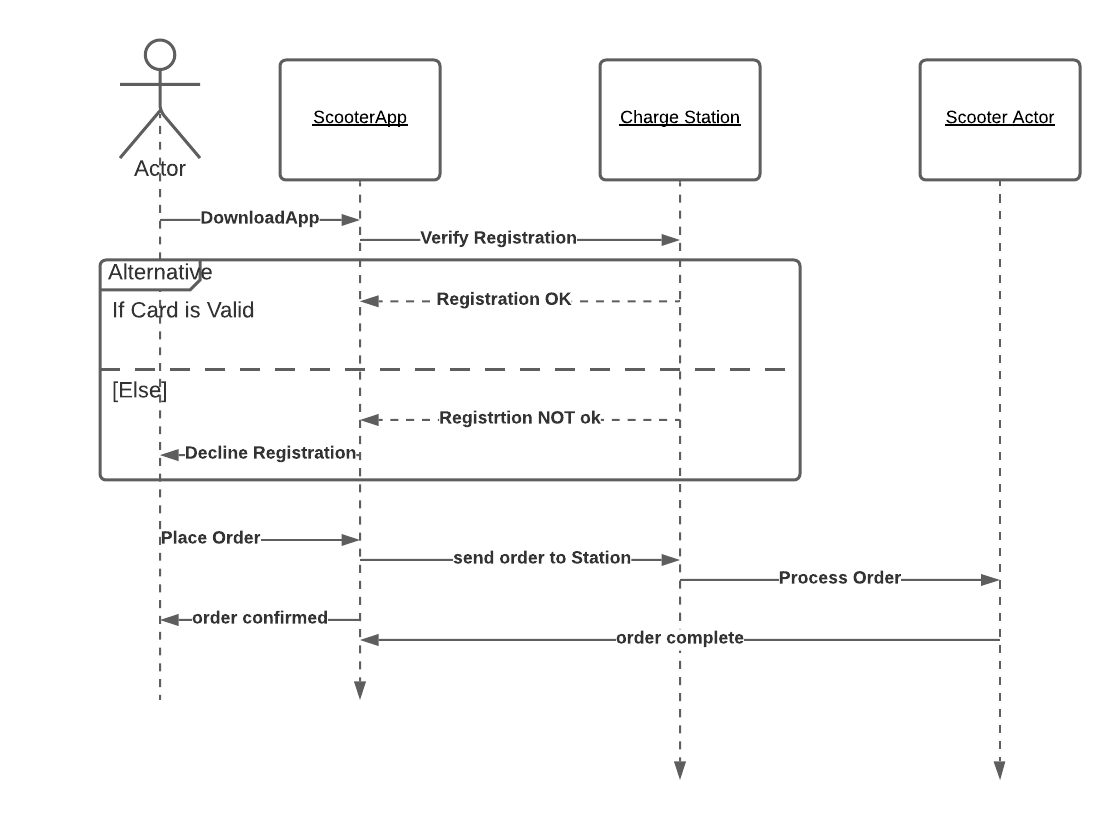 ScooterApp
Charge Station
Scooter Actor
Actor
DownloadApp
Verify Registration
Alternative
Registration OK
If Card is Valid
[Else]
Registrtion NOT ok
Decline Registration
Place Order
send order to Station
Process Order
order confirmed
order complete